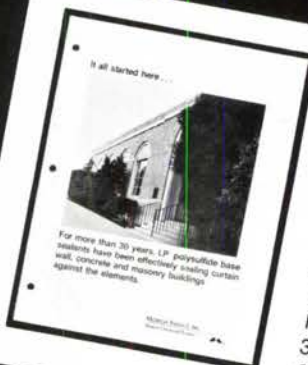 It all started here...
For more than 30 years, LP polysulfide base
sealants have been effectively sealing curtain
wall, concrete and masonry buildings
against the elements.
3